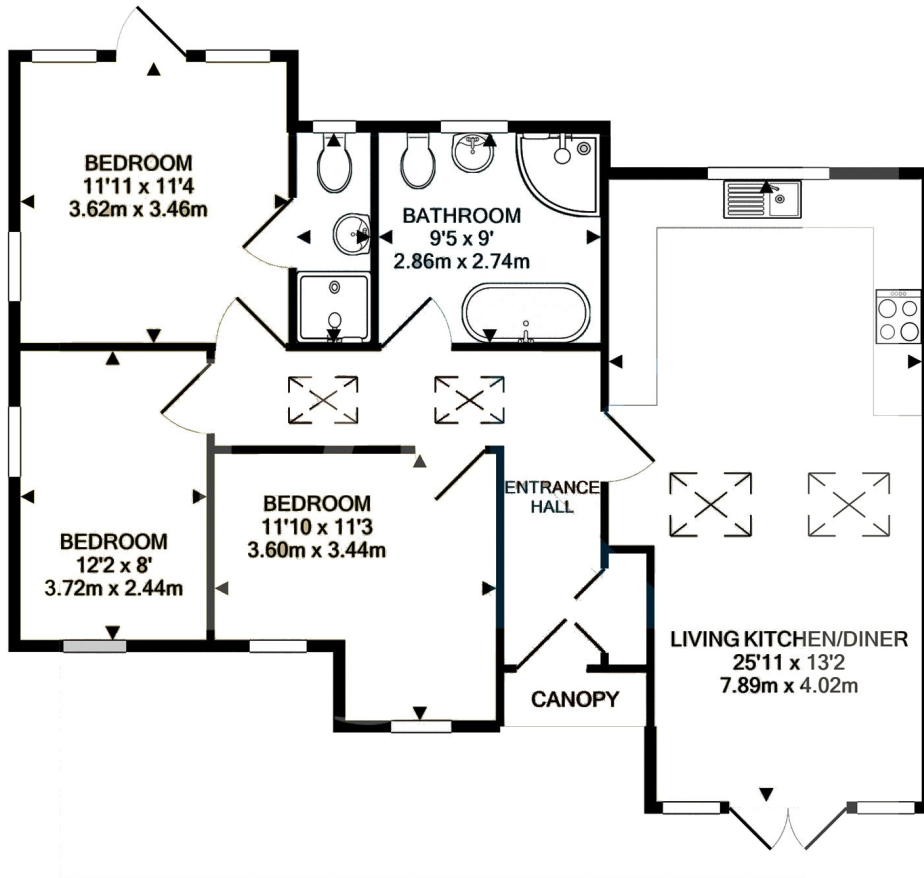 BEDROOM
11'11 x 11'4
3.62m x 3.46m
BATHROOM
9'5 x 9'
2.86m x 2.74m
BEDROOM
12'2 x 8'
3.72m x 2.44m
BEDROOM
11'10 x 11'3
3.60m x 3.44m
ENTRANCE
HALL
CANOPY
LIVING KITCHEN/DINER
25'11 x 13'2
7.89m x 4.02m